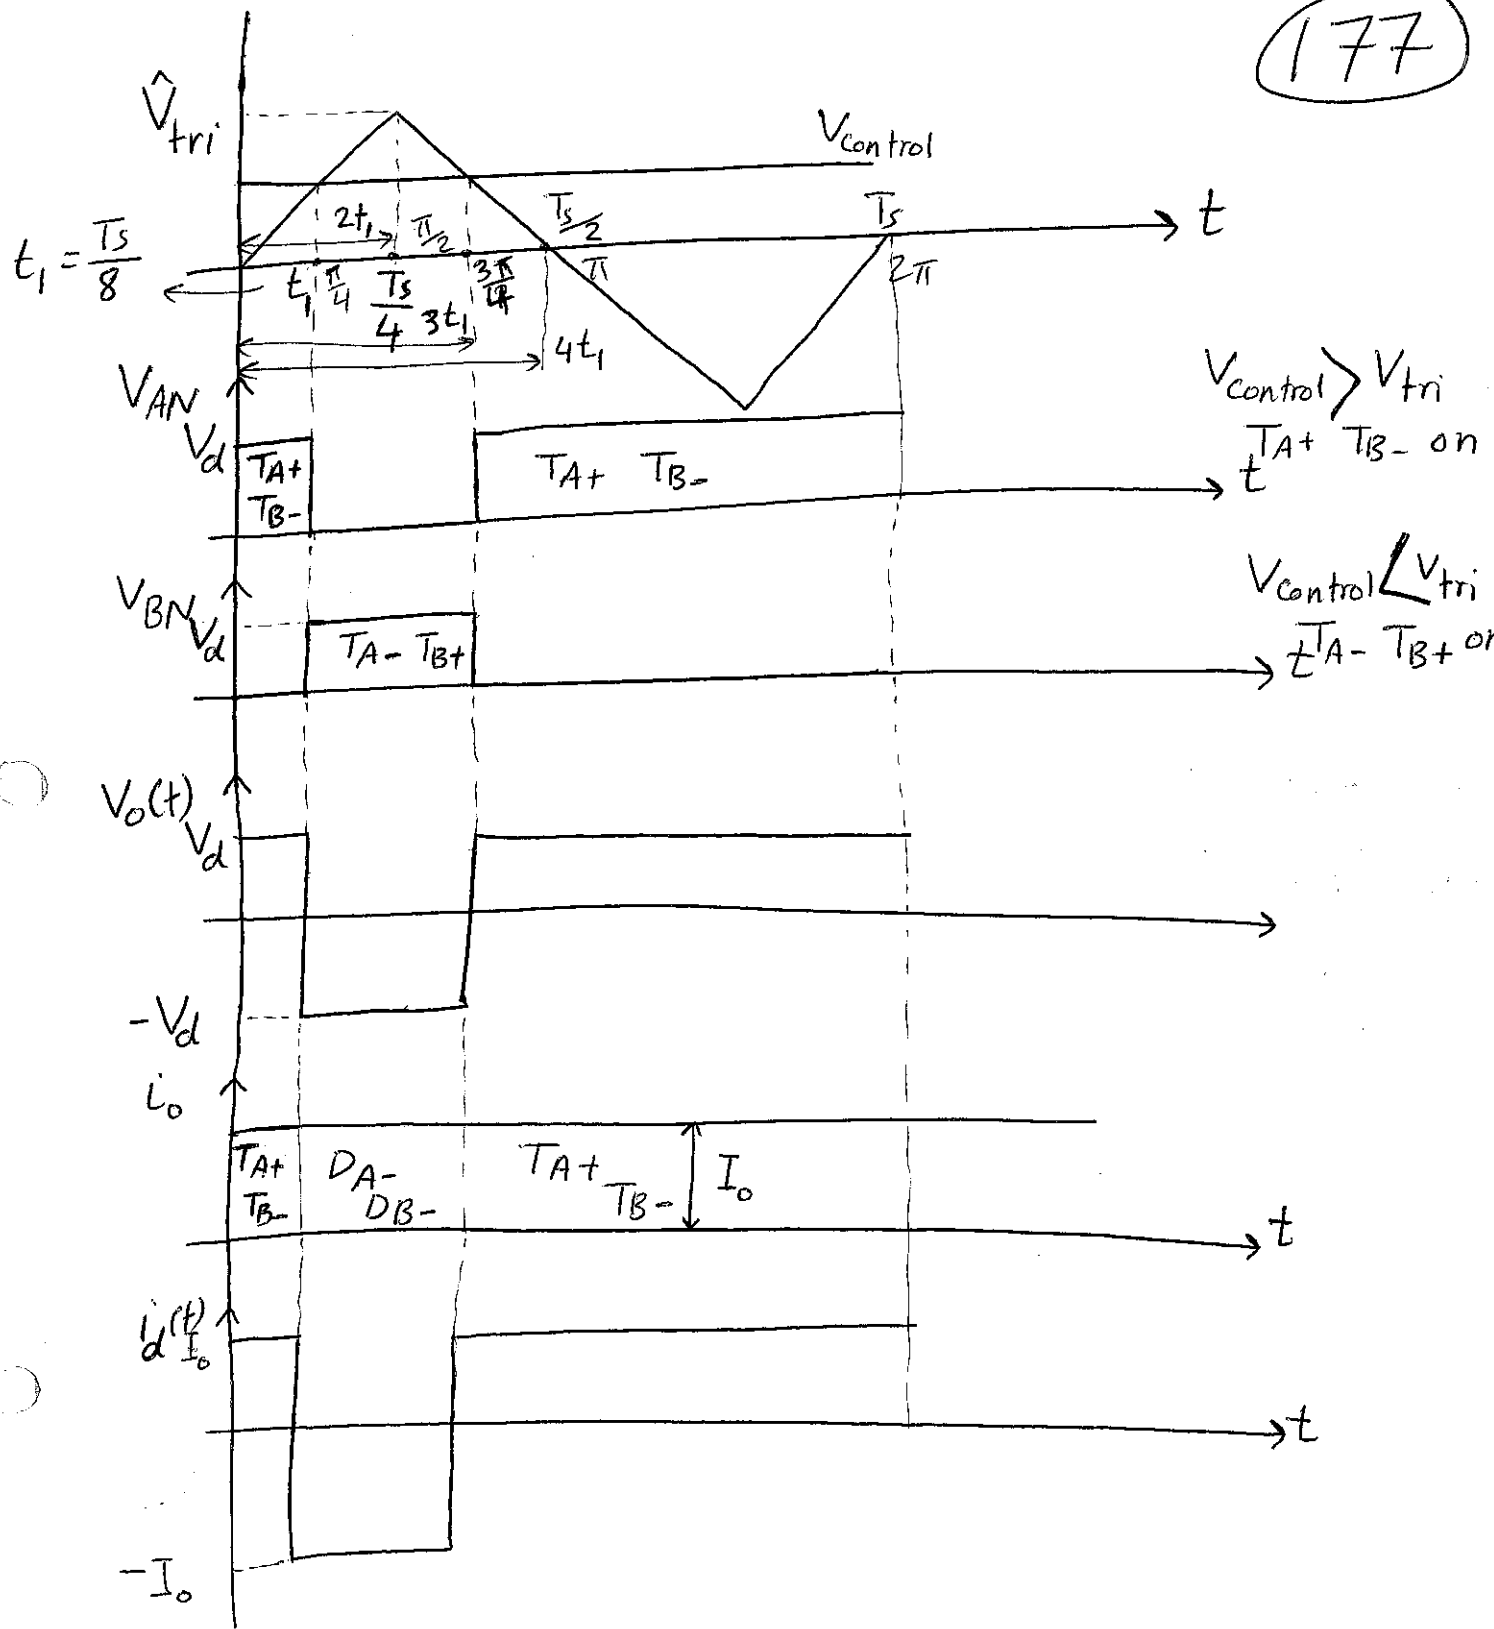 177
V̂tri
Vcontrol
t1 = Ts/8
2t1
π/2
Ts/2
Ts
t
t1 π/4 Ts/4 3t1 3π/4 π 2π
4t1
VAN
Vd
TA+
TB-
TA+ TB-
t
Vcontrol > Vtri
TA+ TB- on
VBN
Vd
TA- TB+
t
Vcontrol < Vtri
TA- TB+ on
Vo(t)
Vd
-Vd
io
TA+
TB-
DA-
DB-
TA+
TB-
Io
t
id(t)
Io
t
-Io